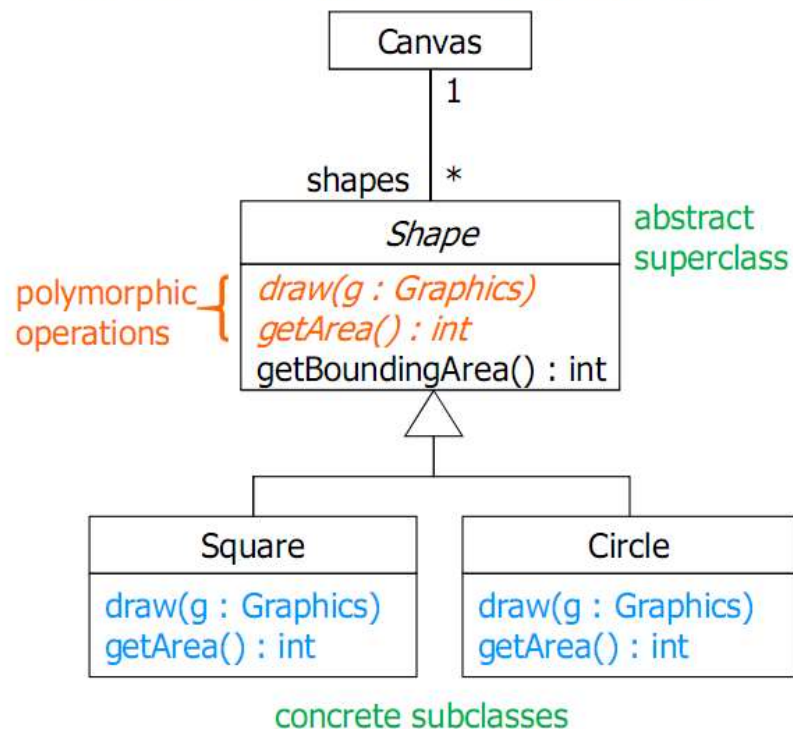 Canvas
1
shapes *
Shape
abstract
superclass
polymorphic
operations
draw(g : Graphics)
getArea() : int
getBoundingArea() : int
Square
draw(g : Graphics)
getArea() : int
Circle
draw(g : Graphics)
getArea() : int
concrete subclasses